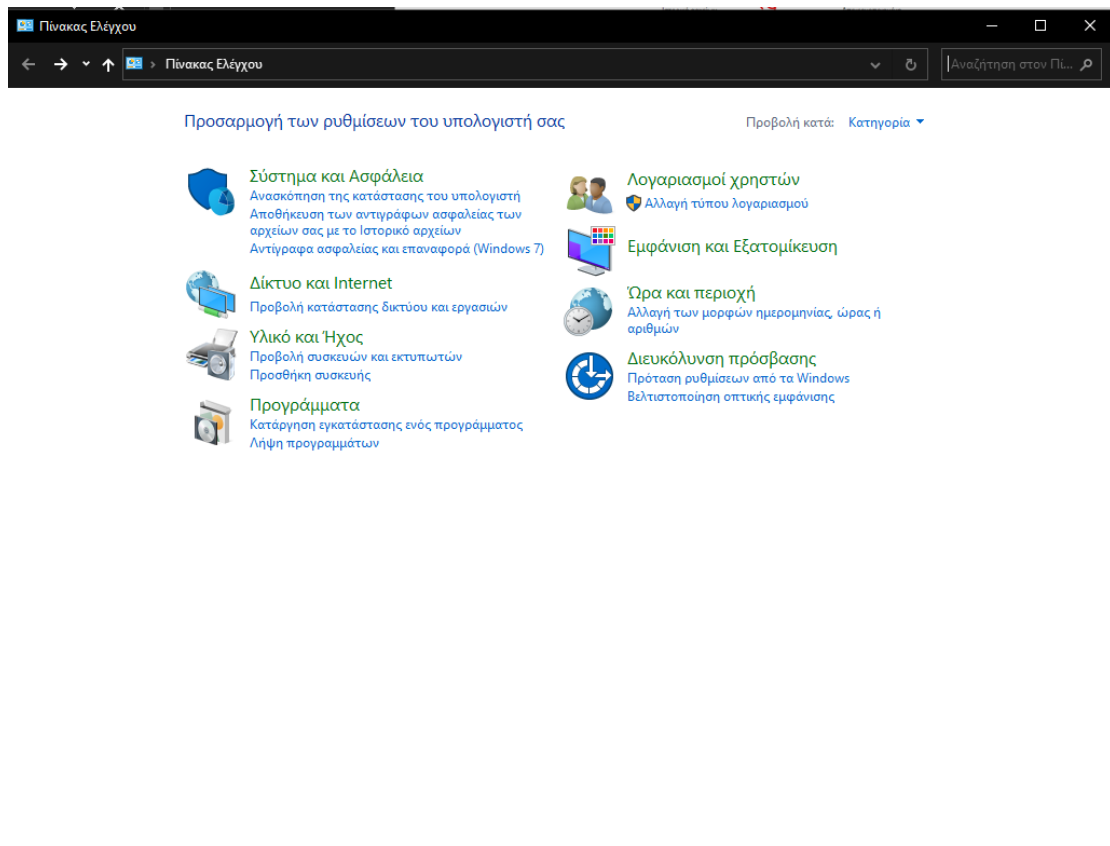 Πίνακας Ελέγχου
Πίνακας Ελέγχου
Αναζήτηση στον Πί...
Προσαρμογή των ρυθμίσεων του υπολογιστή σας
Προβολή κατά: Κατηγορία
Σύστημα και Ασφάλεια
Ανασκόπηση της κατάστασης του υπολογιστή
Αποθήκευση των αντιγράφων ασφαλείας των
αρχείων σας με το Ιστορικό αρχείων
Αντίγραφα ασφαλείας και επαναφορά (Windows 7)
Δίκτυο και Internet
Προβολή κατάστασης δικτύου και εργασιών
Υλικό και Ήχος
Προβολή συσκευών και εκτυπωτών
Προσθήκη συσκευής
Προγράμματα
Κατάργηση εγκατάστασης ενός προγράμματος
Λήψη προγραμμάτων
Λογαριασμοί χρηστών
Αλλαγή τύπου λογαριασμού
Εμφάνιση και Εξατομίκευση
Ώρα και περιοχή
Αλλαγή των μορφών ημερομηνίας, ώρας ή
αριθμών
Διευκόλυνση πρόσβασης
Πρόταση ρυθμίσεων από τα Windows
Βελτιστοποίηση οπτικής εμφάνισης